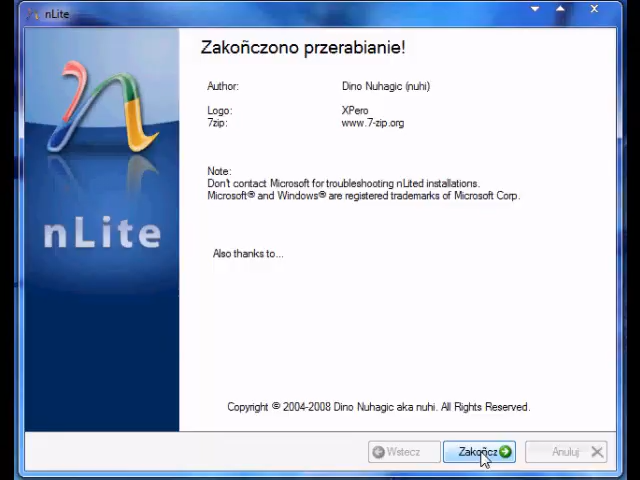 nLite
Zakończono przerabianie!
Author: Dino Nuhagic (nuhi)
Logo: XPero
7zip: www.7-zip.org
Note:
Don't contact Microsoft for troubleshooting nLited installations.
Microsoft® and Windows® are registered trademarks of Microsoft Corp.
nLite
Also thanks to...
Copyright © 2004-2008 Dino Nuhagic aka nuhi. All Rights Reserved.
Wstecz Zakończ Anuluj